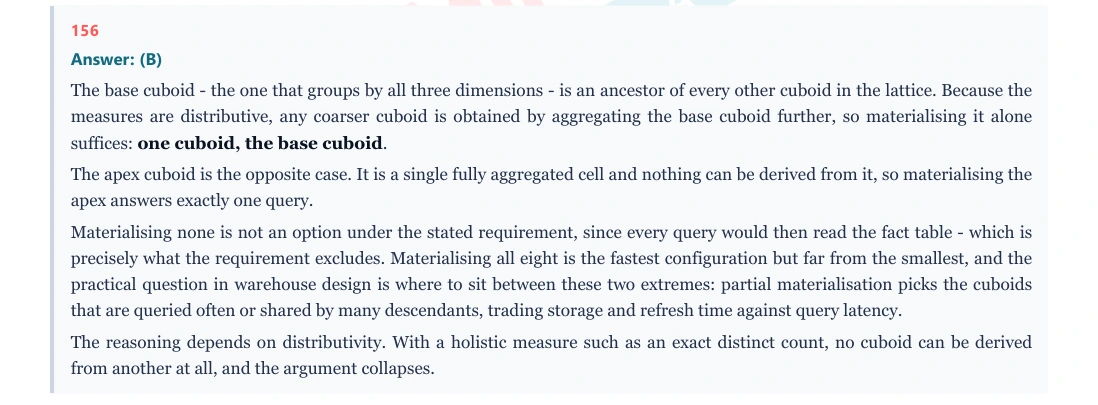 156
Answer: (B)
The base cuboid - the one that groups by all three dimensions - is an ancestor of every other cuboid in the lattice. Because the
measures are distributive, any coarser cuboid is obtained by aggregating the base cuboid further, so materialising it alone
suffices: one cuboid, the base cuboid.
The apex cuboid is the opposite case. It is a single fully aggregated cell and nothing can be derived from it, so materialising the
apex answers exactly one query.
Materialising none is not an option under the stated requirement, since every query would then read the fact table - which is
precisely what the requirement excludes. Materialising all eight is the fastest configuration but far from the smallest, and the
practical question in warehouse design is where to sit between these two extremes: partial materialisation picks the cuboids
that are queried often or shared by many descendants, trading storage and refresh time against query latency.
The reasoning depends on distributivity. With a holistic measure such as an exact distinct count, no cuboid can be derived
from another at all, and the argument collapses.